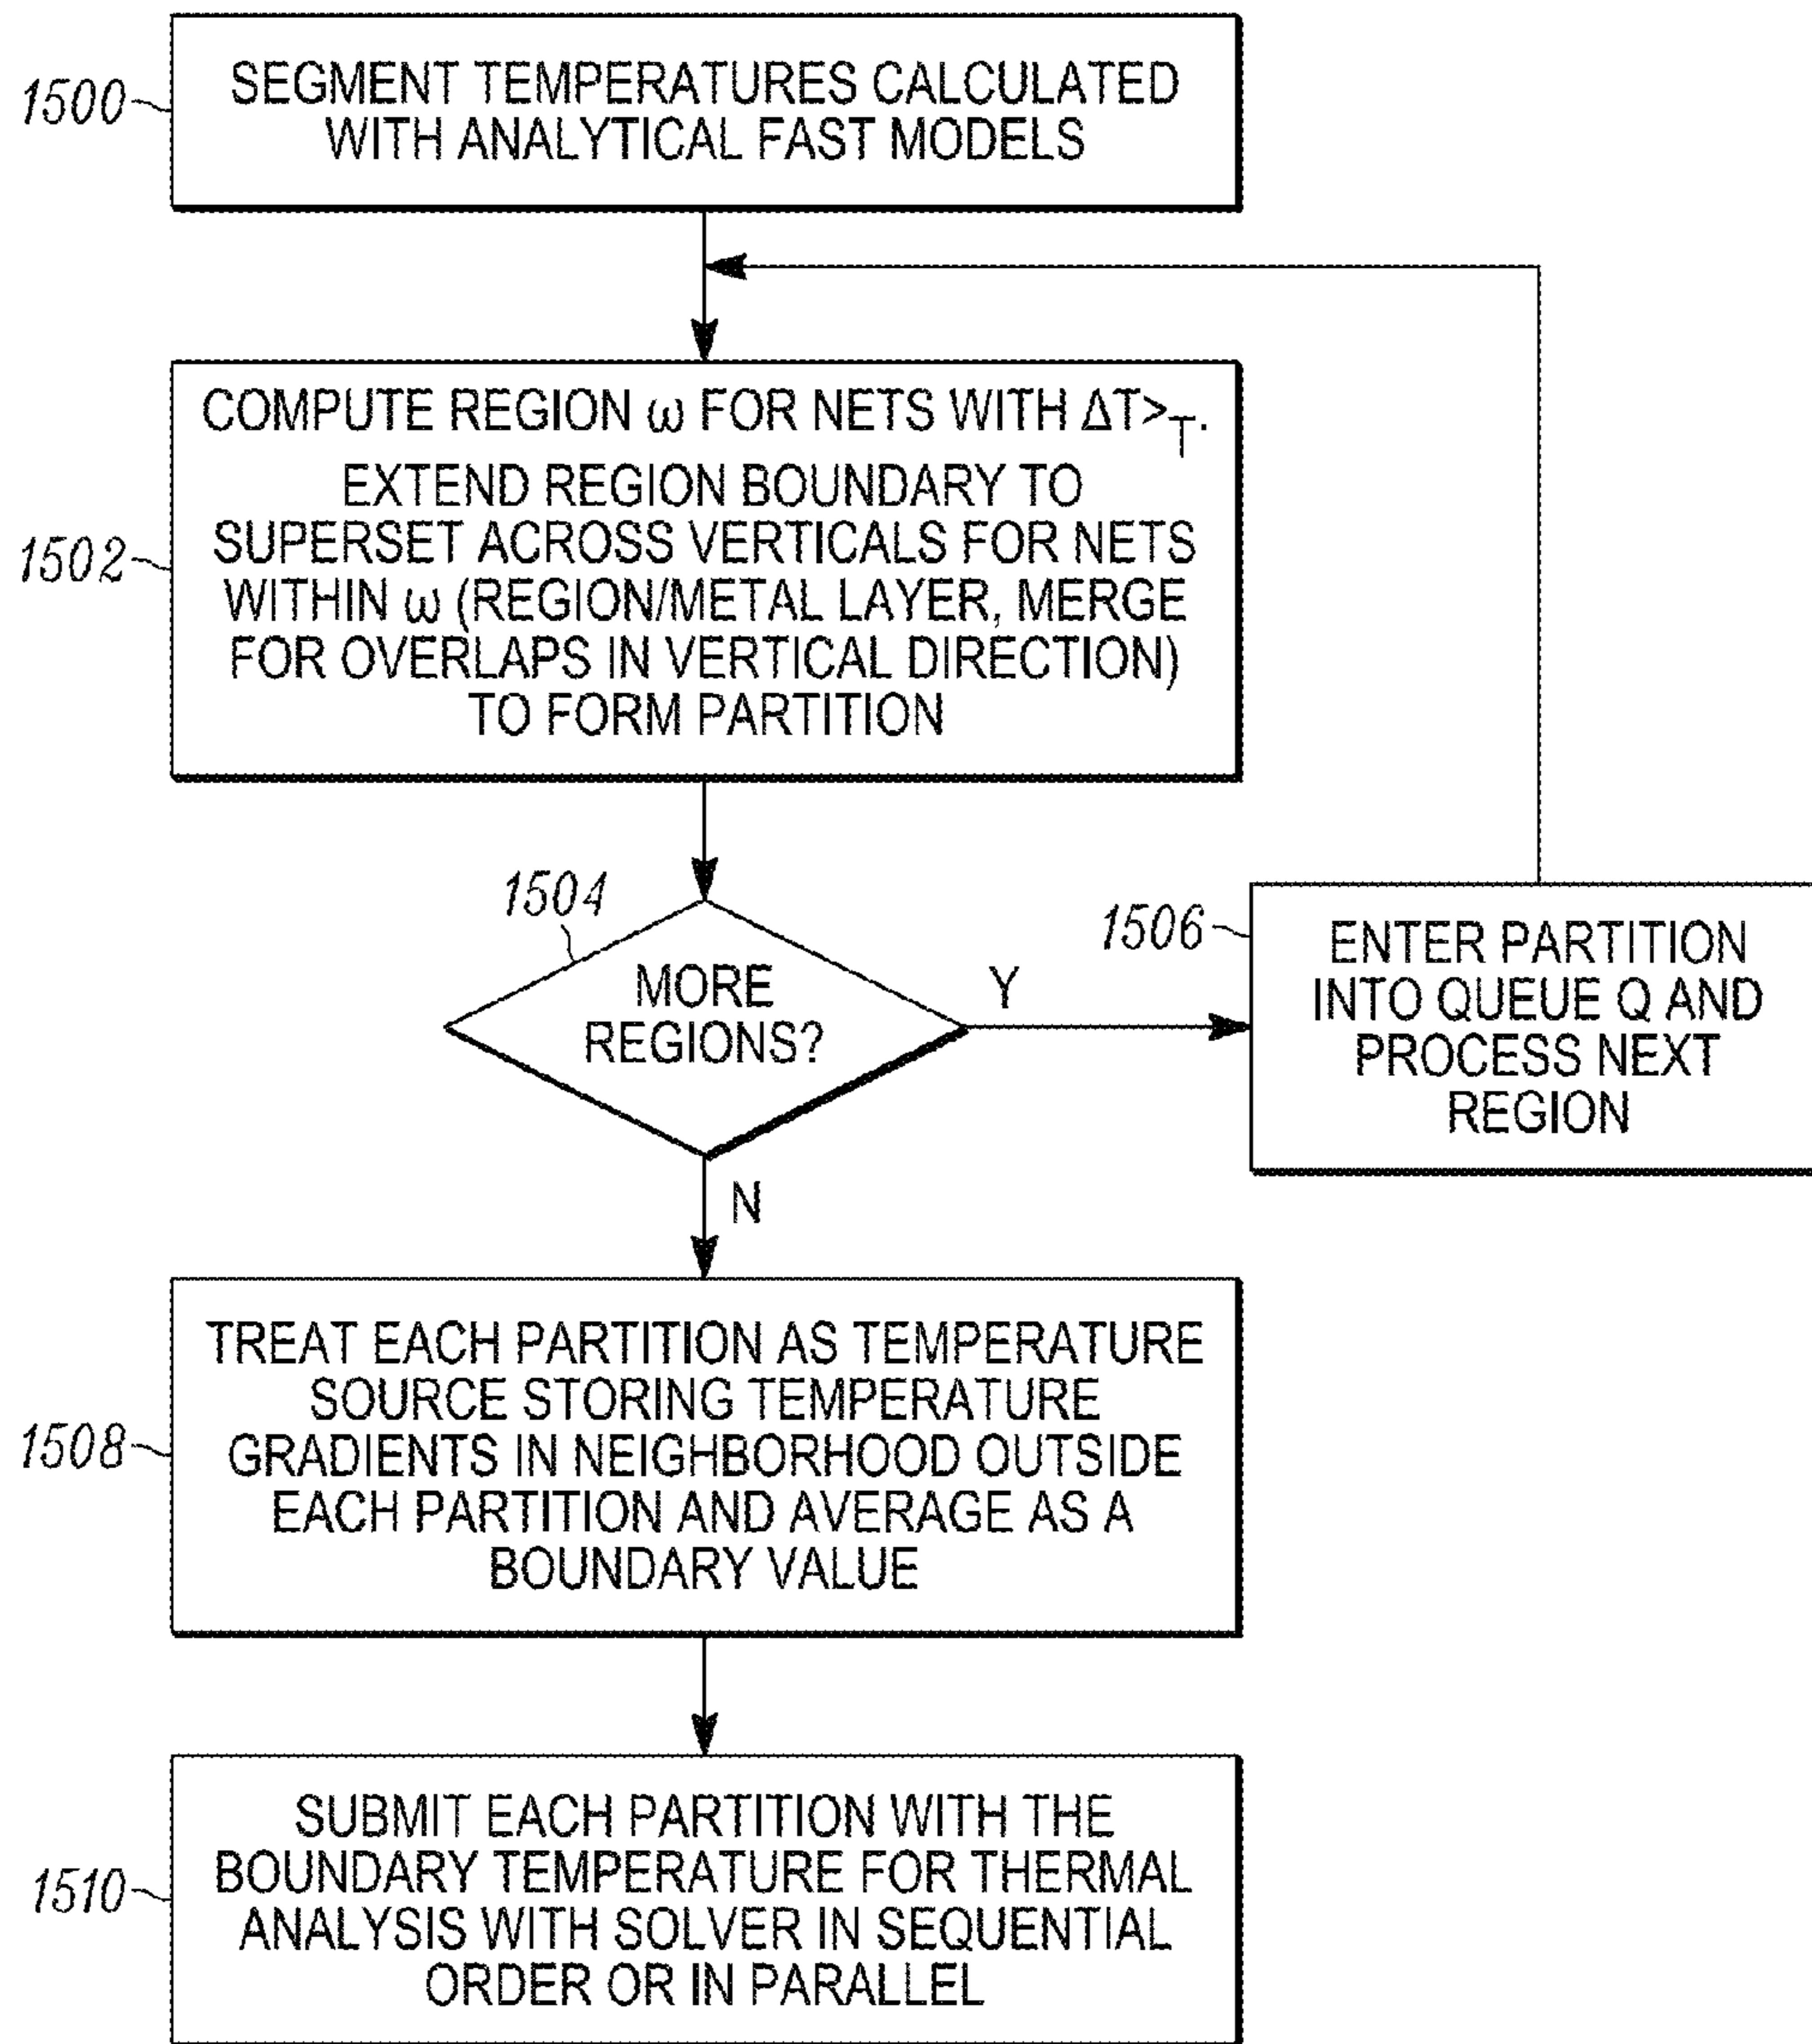 1500
SEGMENT TEMPERATURES CALCULATED
WITH ANALYTICAL FAST MODELS
1502
COMPUTE REGION ω FOR NETS WITH ΔT>T.
EXTEND REGION BOUNDARY TO
SUPERSET ACROSS VERTICALS FOR NETS
WITHIN ω (REGION/METAL LAYER, MERGE
FOR OVERLAPS IN VERTICAL DIRECTION)
TO FORM PARTITION
1504
MORE
REGIONS?
Y
N
1506
ENTER PARTITION
INTO QUEUE Q AND
PROCESS NEXT
REGION
1508
TREAT EACH PARTITION AS TEMPERATURE
SOURCE STORING TEMPERATURE
GRADIENTS IN NEIGHBORHOOD OUTSIDE
EACH PARTITION AND AVERAGE AS A
BOUNDARY VALUE
1510
SUBMIT EACH PARTITION WITH THE
BOUNDARY TEMPERATURE FOR THERMAL
ANALYSIS WITH SOLVER IN SEQUENTIAL
ORDER OR IN PARALLEL